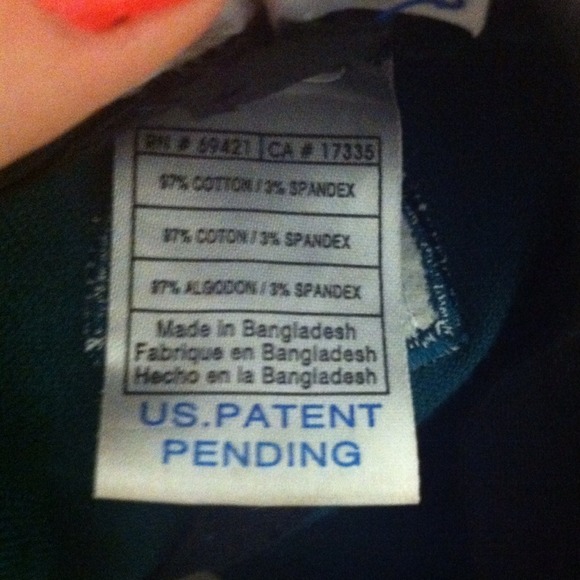 RN # 69421 CA # 17335
97% COTTON / 3% SPANDEX
97% COTON / 3% SPANDEX
97% ALGODON / 3% SPANDEX
Made in Bangladesh
Fabrique en Bangladesh
Hecho en la Bangladesh
US.PATENT
PENDING